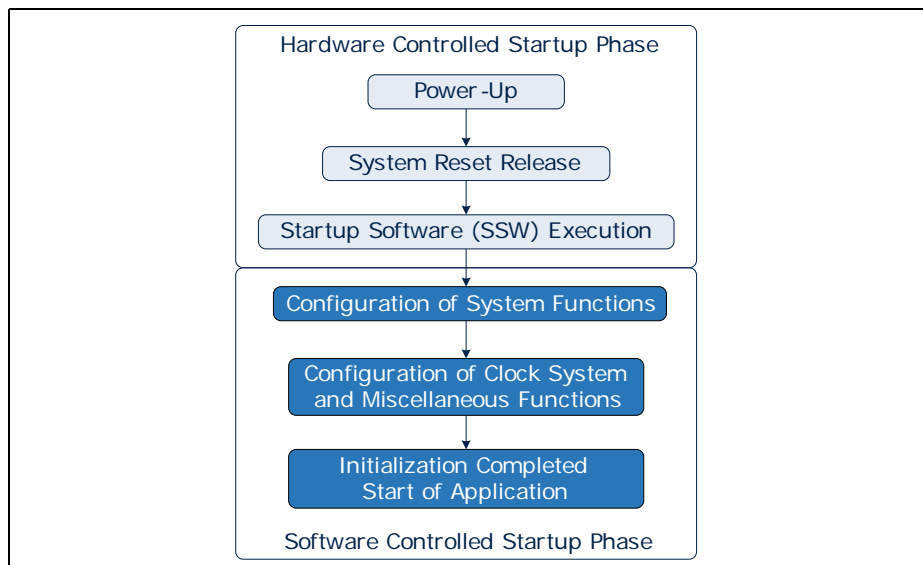 Hardware Controlled Startup Phase
Power-Up
System Reset Release
Startup Software (SSW) Execution
Configuration of System Functions
Configuration of Clock System
and Miscellaneous Functions
Initialization Completed
Start of Application
Software Controlled Startup Phase